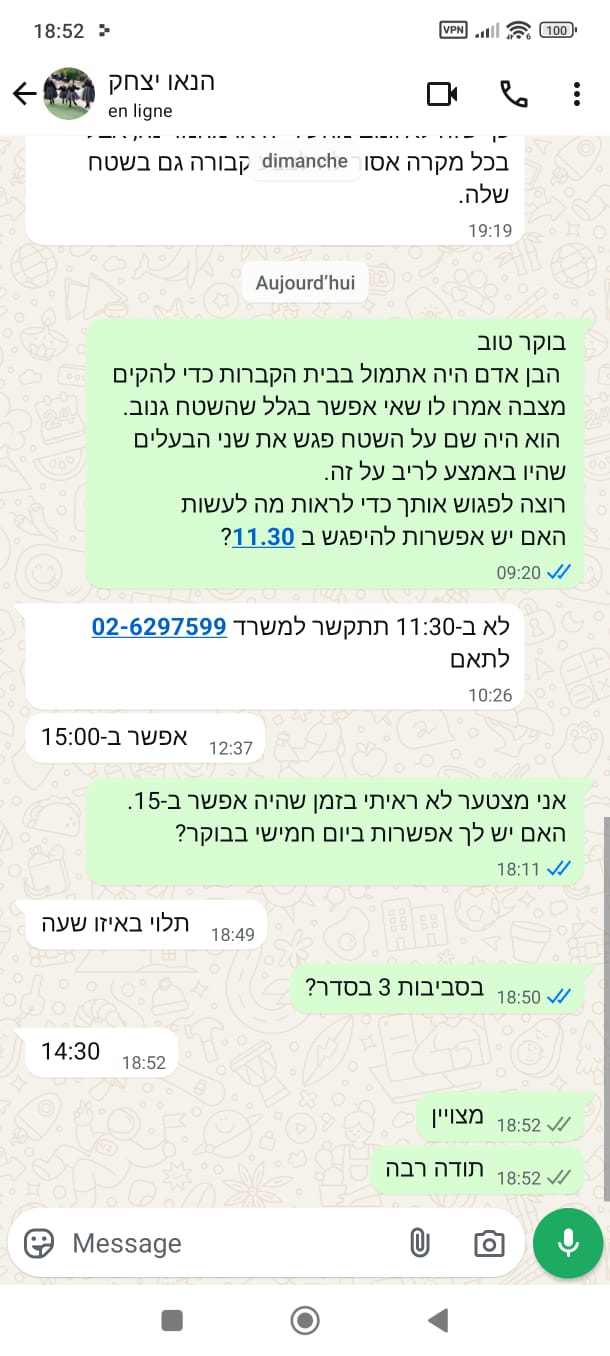 18:52
VPN
100
הנאו יצחק
en ligne
dimanche
בכל מקרה אסור קבורה גם בשטח
שלה.
19:19
Aujourd'hui
בוקר טוב
הבן אדם היה אתמול בבית הקברות כדי להקים
מצבה אמרו לו שאי אפשר בגלל שהשטח גנוב.
הוא היה שם על השטח פגש את שני הבעלים
שהיו באמצע לריב על זה.
רוצה לפגוש אותך כדי לראות מה לעשות
האם יש אפשרות להיפגש ב 11.30?
09:20
לא ב-11:30 תתקשר למשרד 02-6297599
לתאם
10:26
אפשר ב-15:00
12:37
אני מצטער לא ראיתי בזמן שהיה אפשר ב-15.
האם יש לך אפשרות ביום חמישי בבוקר?
18:11
תלוי באיזו שעה
18:49
בסביבות 3 בסדר?
18:50
14:30
18:52
מצויין
18:52
תודה רבה
18:52
Message